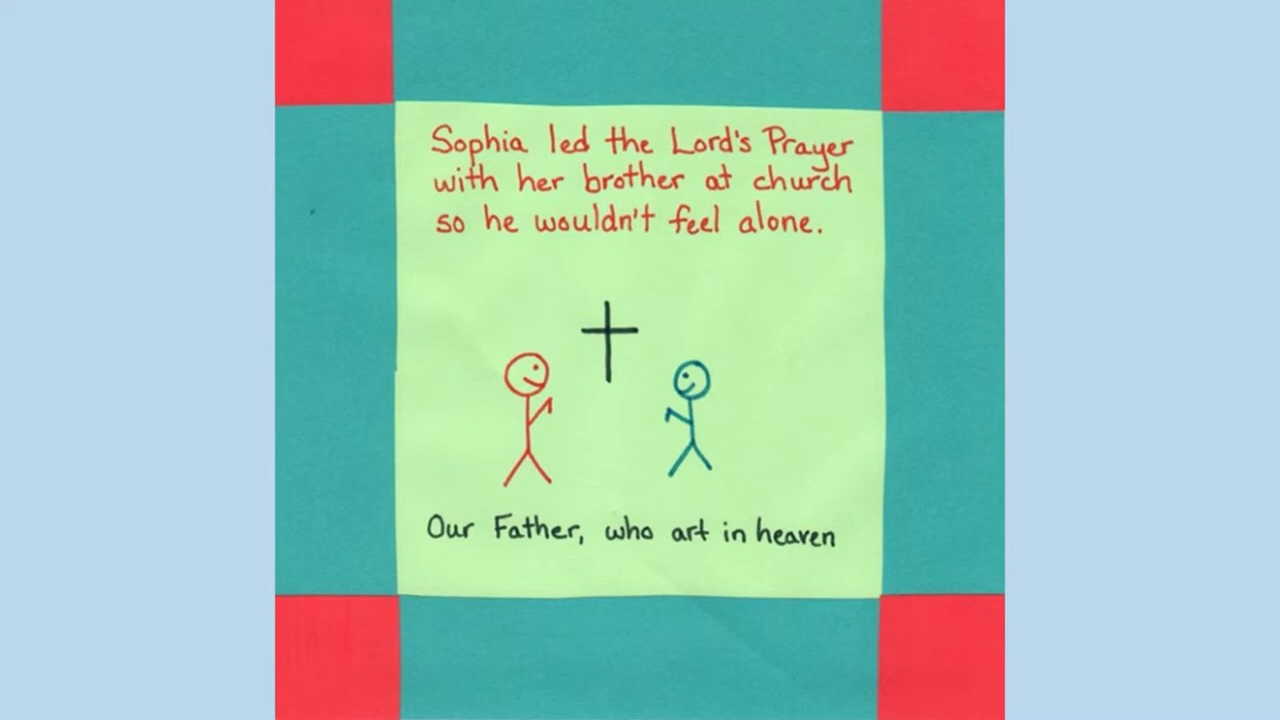 Sophia led the Lord's Prayer
with her brother at church
so he wouldn't feel alone.
Our Father, who art in heaven